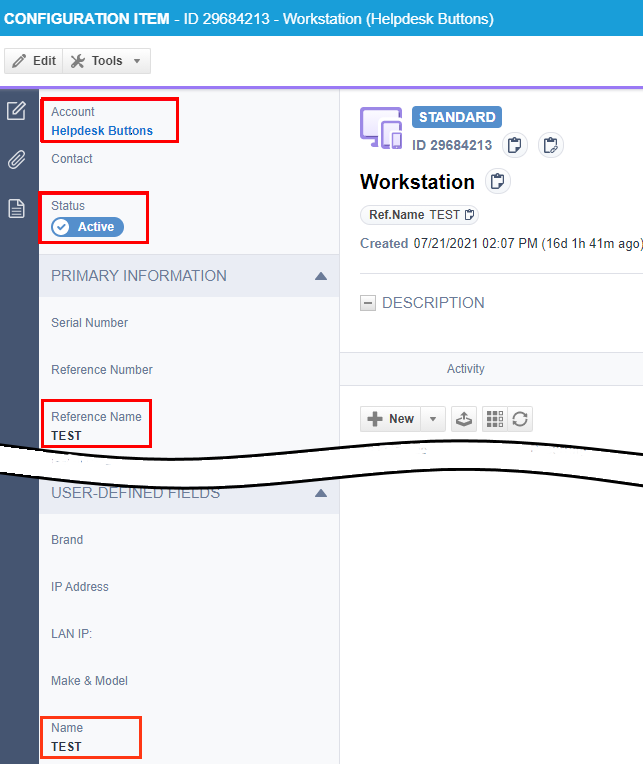 CONFIGURATION ITEM - ID 29684213 - Workstation (Helpdesk Buttons)
Edit Tools
Account
Helpdesk Buttons
Contact
Status
Active
PRIMARY INFORMATION
Serial Number
Reference Number
Reference Name
TEST
USER-DEFINED FIELDS
Brand
IP Address
LAN IP:
Make & Model
Name
TEST
STANDARD
ID 29684213
Workstation
Ref.Name TEST
Created 07/21/2021 02:07 PM (16d 1h 41m ago)
DESCRIPTION
Activity
New